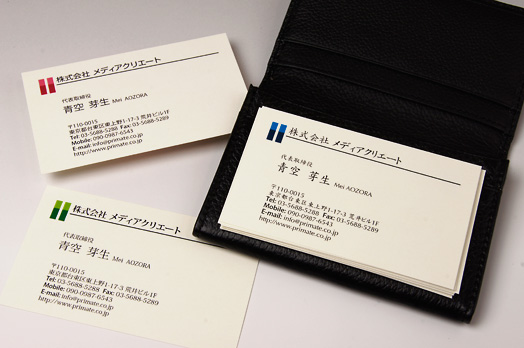 株式会社 メディアクリエート
代表取締役
青空 芽生 Mei AOZORA
〒110-0015
東京都台東区東上野1-17-3 荒井ビル1F
Tel: 03-5688-5288 Fax: 03-5688-5289
Mobile: 090-0987-6543
E-mail: info@primate.co.jp
http://www.primate.co.jp
株式会社 メディアクリエート
代表取締役
青空 芽生 Mei AOZORA
〒110-0015
東京都台東区東上野1-17-3 荒井ビル1F
Tel: 03-5688-5288 Fax: 03-5688-5289
Mobile: 090-0987-6543
E-mail: info@primate.co.jp
http://www.primate.co.jp
株式会社 メディアクリエート
代表取締役
青空 芽生 Mei AOZORA
〒110-0015
東京都台東区東上野1-17-3 荒井ビル1F
Tel: 03-5688-5288 Fax: 03-5688-5289
Mobile: 090-0987-6543
E-mail: info@primate.co.jp
http://www.primate.co.jp